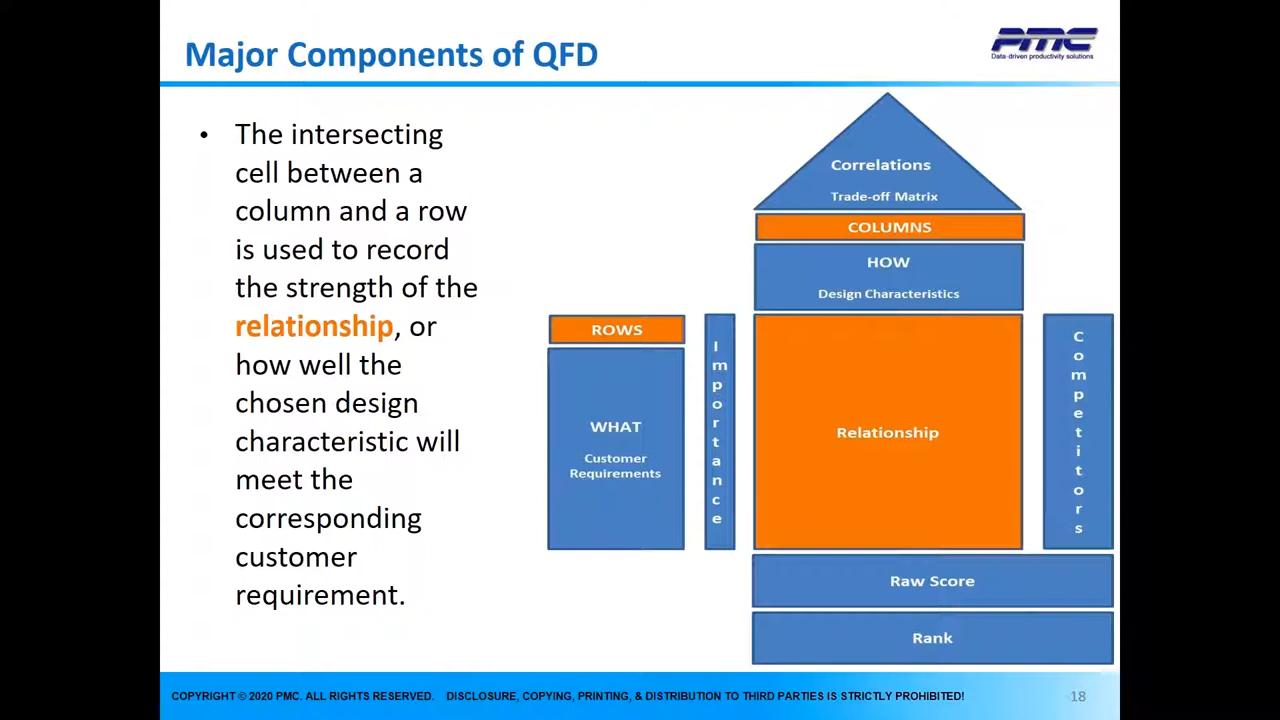 Major Components of QFD
PMC
Data-driven productivity solutions
• The intersecting
cell between a
column and a row
is used to record
the strength of the
relationship, or
how well the
chosen design
characteristic will
meet the
corresponding
customer
requirement.
Correlations
Trade-off Matrix
COLUMNS
HOW
Design Characteristics
ROWS
WHAT
Customer
Requirements
Importance
Relationship
Competitors
Raw Score
Rank
COPYRIGHT © 2020 PMC. ALL RIGHTS RESERVED. DISCLOSURE, COPYING, PRINTING, & DISTRIBUTION TO THIRD PARTIES IS STRICTLY PROHIBITED!
18